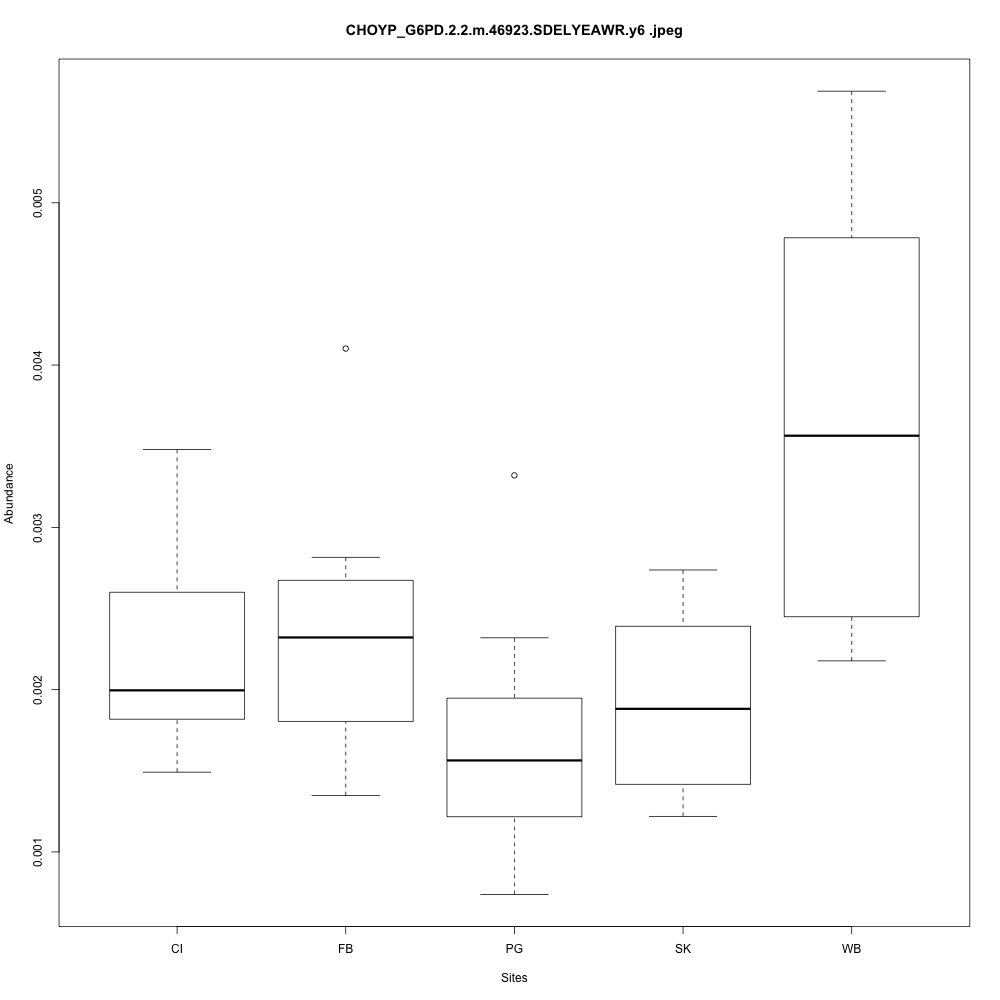 CHOYP_G6PD.2.2.m.46923.SDELYEAWR.y6 .jpeg
Abundance
0.005
0.004
0.003
0.002
0.001
CI FB PG SK WB
Sites